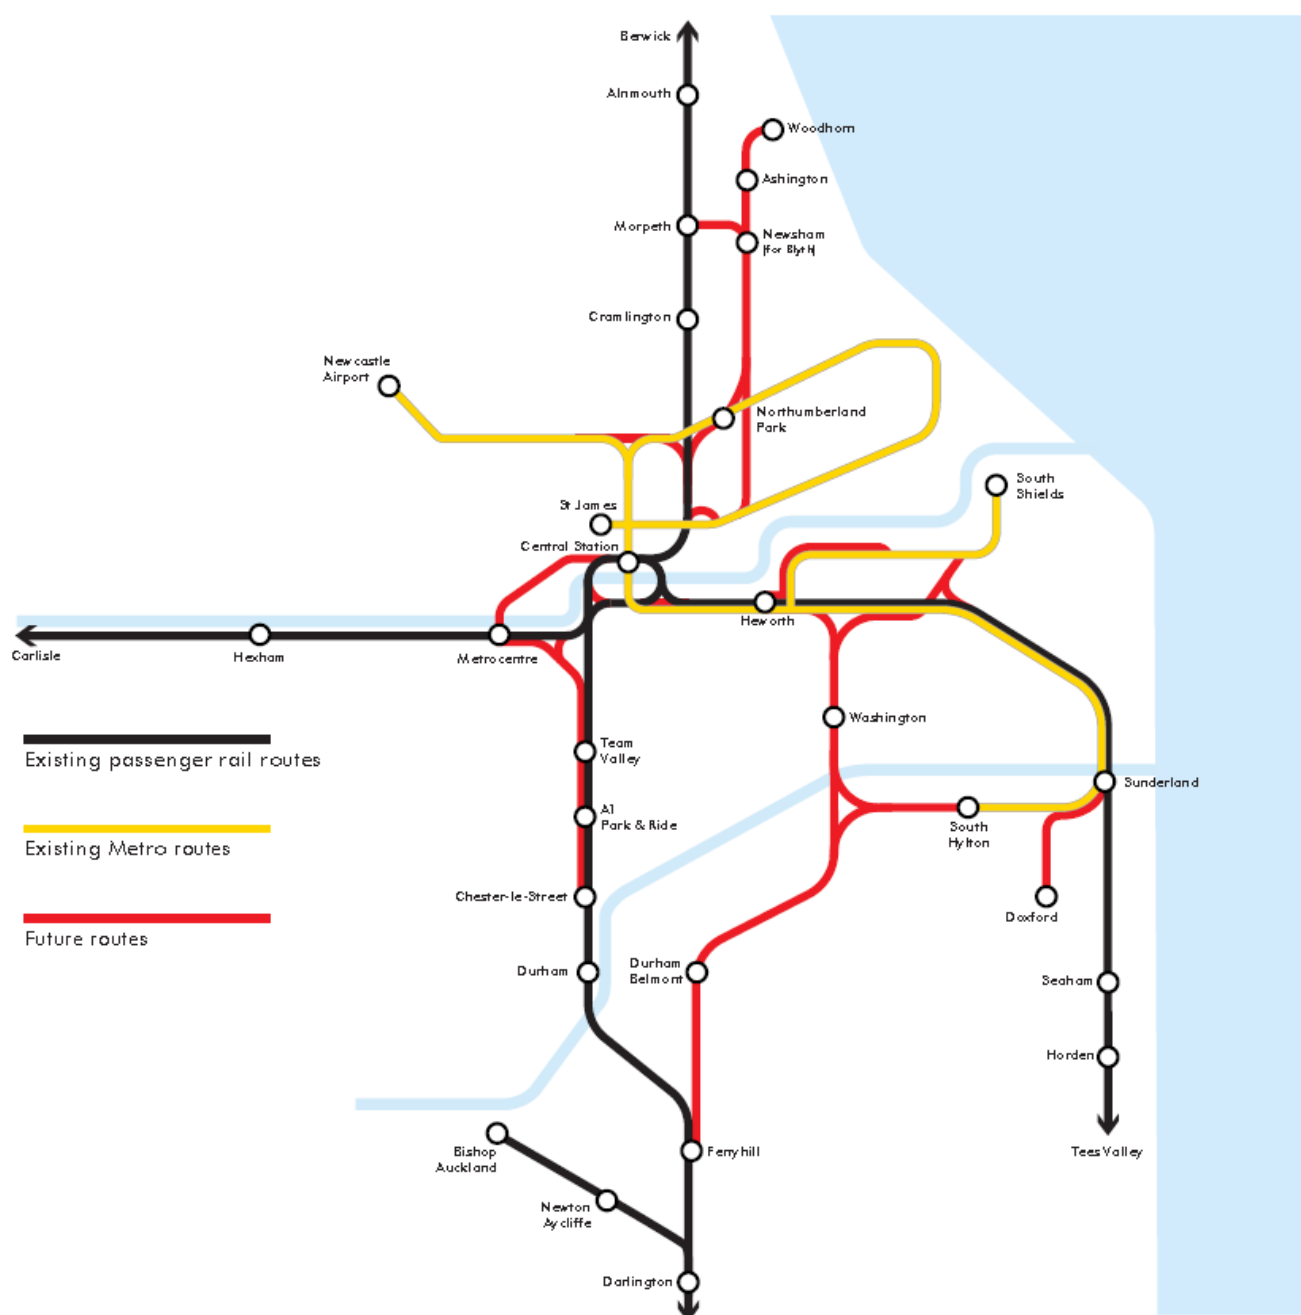 Berwick
Alnmouth
Woodhorn
Ashington
Morpeth
Newsham
(for Blyth)
Cramlington
Newcastle
Airport
Northumberland
Park
South
Shields
St James
Central Station
Heworth
Carlisle
Hexham
Metrocentre
Washington
Team
Valley
Existing passenger rail routes
Sunderland
A1
Park & Ride
South
Hylton
Existing Metro routes
Chester-le-Street
Doxford
Future routes
Durham
Durham
Belmont
Seaham
Horden
Bishop
Auckland
Ferryhill
Tees Valley
Newton
Aycliffe
Darlington